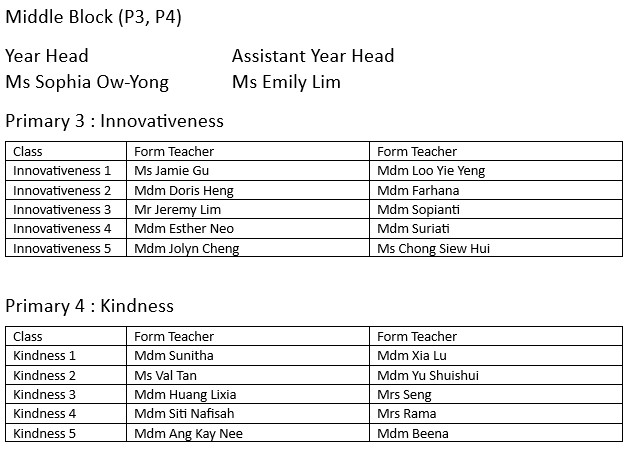 Middle Block (P3, P4)
Year Head Assistant Year Head
Ms Sophia Ow-Yong Ms Emily Lim
Primary 3 : Innovativeness
Class Form Teacher Form Teacher
Innovativeness 1 Ms Jamie Gu Mdm Loo Yie Yeng
Innovativeness 2 Mdm Doris Heng Mdm Farhana
Innovativeness 3 Mr Jeremy Lim Mdm Sopianti
Innovativeness 4 Mdm Esther Neo Mdm Suriati
Innovativeness 5 Mdm Jolyn Cheng Ms Chong Siew Hui
Primary 4 : Kindness
Class Form Teacher Form Teacher
Kindness 1 Mdm Sunitha Mdm Xia Lu
Kindness 2 Ms Val Tan Mdm Yu Shuishui
Kindness 3 Mdm Huang Lixia Mrs Seng
Kindness 4 Mdm Siti Nafisah Mrs Rama
Kindness 5 Mdm Ang Kay Nee Mdm Beena